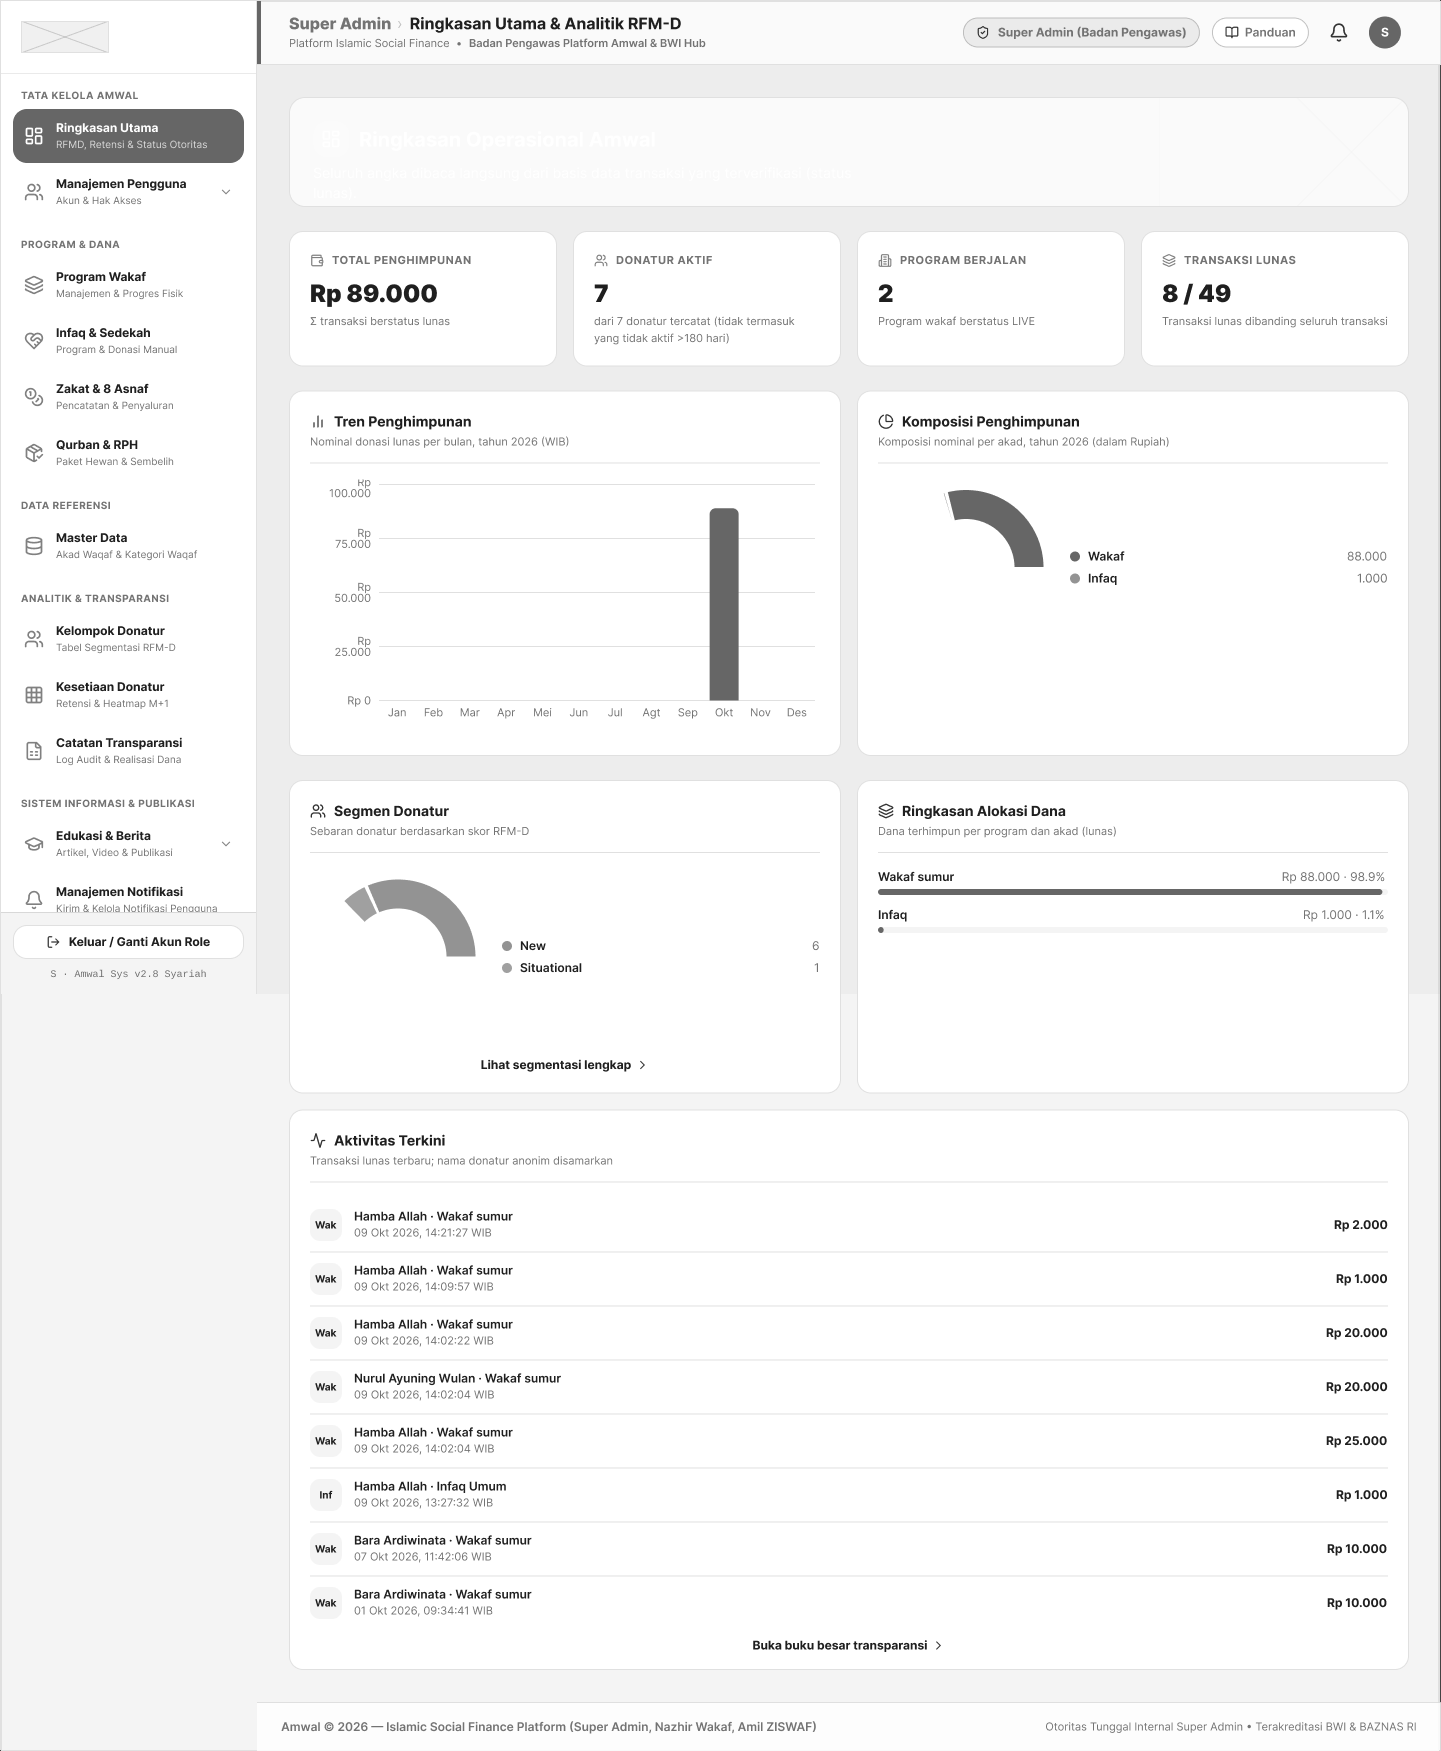 TATA KELOLA AMWAL
Ringkasan Utama
RFMD, Retensi & Status Otoritas
Manajemen Pengguna
Akun & Hak Akses
PROGRAM & DANA
Program Wakaf
Manajemen & Progres Fisik
Infaq & Sedekah
Program & Donasi Manual
Zakat & 8 Asnaf
Pencatatan & Penyaluran
Qurban & RPH
Paket Hewan & Sembelih
DATA REFERENSI
Master Data
Akad Waqaf & Kategori Waqaf
ANALITIK & TRANSPARANSI
Kelompok Donatur
Tabel Segmentasi RFM-D
Kesetiaan Donatur
Retensi & Heatmap M+1
Catatan Transparansi
Log Audit & Realisasi Dana
SISTEM INFORMASI & PUBLIKASI
Edukasi & Berita
Artikel, Video & Publikasi
Manajemen Notifikasi
Kirim & Kelola Notifikasi Pengguna
Keluar / Ganti Akun Role
S · Amwal Sys v2.8 Syariah
Super Admin › Ringkasan Utama & Analitik RFM-D
Platform Islamic Social Finance • Badan Pengawas Platform Amwal & BWI Hub
Super Admin (Badan Pengawas)
Panduan
S
Ringkasan Operasional Amwal
TOTAL PENGHIMPUNAN
Rp 89.000
Σ transaksi berstatus lunas
DONATUR AKTIF
7
dari 7 donatur tercatat (tidak termasuk
yang tidak aktif >180 hari)
PROGRAM BERJALAN
2
Program wakaf berstatus LIVE
TRANSAKSI LUNAS
8 / 49
Transaksi lunas dibanding seluruh transaksi
Tren Penghimpunan
Nominal donasi lunas per bulan, tahun 2026 (WIB)
Rp
100.000
Rp
75.000
Rp
50.000
Rp
25.000
Rp 0
Jan Feb Mar Apr Mei Jun Jul Agt Sep Okt Nov Des
Komposisi Penghimpunan
Komposisi nominal per akad, tahun 2026 (dalam Rupiah)
Wakaf 88.000
Infaq 1.000
Segmen Donatur
Sebaran donatur berdasarkan skor RFM-D
New 6
Situational 1
Lihat segmentasi lengkap
Ringkasan Alokasi Dana
Dana terhimpun per program dan akad (lunas)
Wakaf sumur Rp 88.000 · 98.9%
Infaq Rp 1.000 · 1.1%
Aktivitas Terkini
Transaksi lunas terbaru; nama donatur anonim disamarkan
Wak
Hamba Allah · Wakaf sumur
09 Okt 2026, 14:21:27 WIB
Rp 2.000
Wak
Hamba Allah · Wakaf sumur
09 Okt 2026, 14:09:57 WIB
Rp 1.000
Wak
Hamba Allah · Wakaf sumur
09 Okt 2026, 14:02:22 WIB
Rp 20.000
Wak
Nurul Ayuning Wulan · Wakaf sumur
09 Okt 2026, 14:02:04 WIB
Rp 20.000
Wak
Hamba Allah · Wakaf sumur
09 Okt 2026, 14:02:04 WIB
Rp 25.000
Inf
Hamba Allah · Infaq Umum
09 Okt 2026, 13:27:32 WIB
Rp 1.000
Wak
Bara Ardiwinata · Wakaf sumur
07 Okt 2026, 11:42:06 WIB
Rp 10.000
Wak
Bara Ardiwinata · Wakaf sumur
01 Okt 2026, 09:34:41 WIB
Rp 10.000
Buka buku besar transparansi
Amwal © 2026 — Islamic Social Finance Platform (Super Admin, Nazhir Wakaf, Amil ZISWAF)
Otoritas Tunggal Internal Super Admin • Terakreditasi BWI & BAZNAS RI